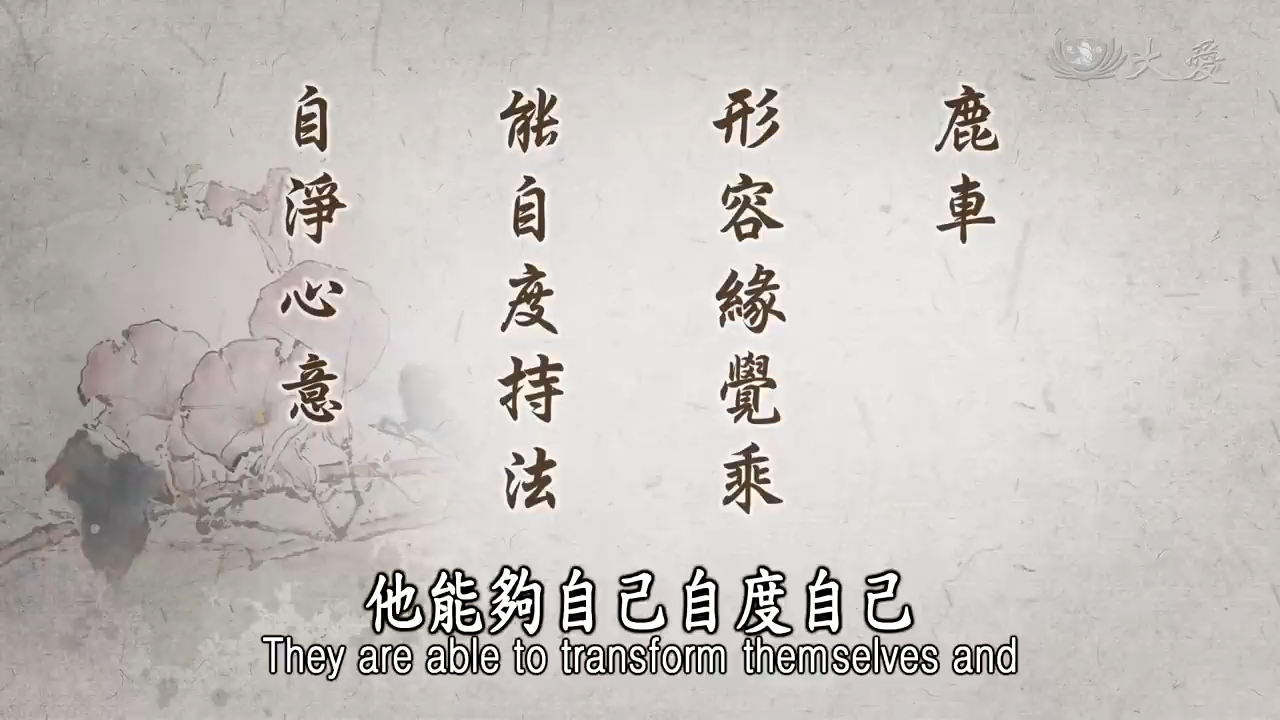 大愛
鹿車
形容緣覺乘
能自度持法
自淨心意
他能夠自己自度自己
They are able to transform themselves and